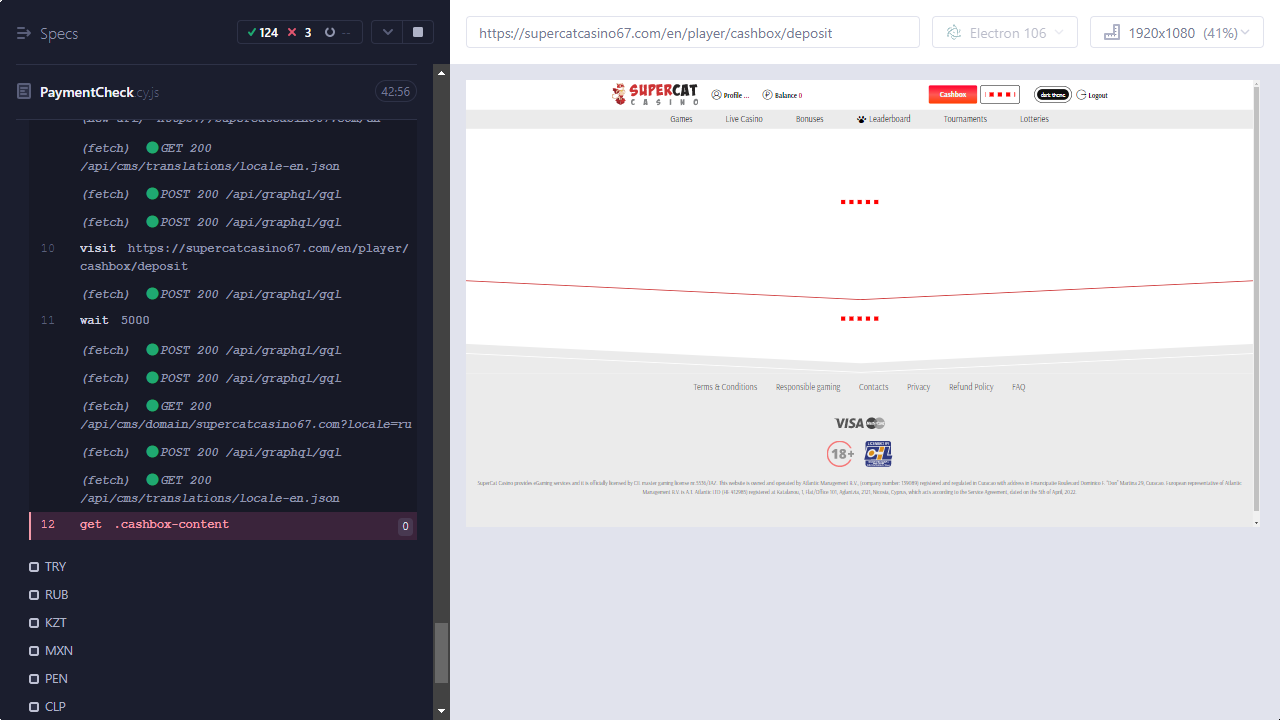 Specs
124 3 --
PaymentCheck.cy.js 42:56
(fetch) GET 200
/api/cms/translations/locale-en.json
(fetch) POST 200 /api/graphql/gql
(fetch) POST 200 /api/graphql/gql
10 visit https://supercatcasino67.com/en/player/
cashbox/deposit
(fetch) POST 200 /api/graphql/gql
11 wait 5000
(fetch) POST 200 /api/graphql/gql
(fetch) POST 200 /api/graphql/gql
(fetch) GET 200
/api/cms/domain/supercatcasino67.com?locale=ru
(fetch) POST 200 /api/graphql/gql
(fetch) GET 200
/api/cms/translations/locale-en.json
12 get .cashbox-content 0
TRY
RUB
KZT
MXN
PEN
CLP
https://supercatcasino67.com/en/player/cashbox/deposit
Electron 106
1920x1080 (41%)
SUPERCAT
CASINO
Profile ...
Balance 0
Cashbox
dark theme
Logout
Games Live Casino Bonuses Leaderboard Tournaments Lotteries
Terms & Conditions Responsible gaming Contacts Privacy Refund Policy FAQ
VISA
18+